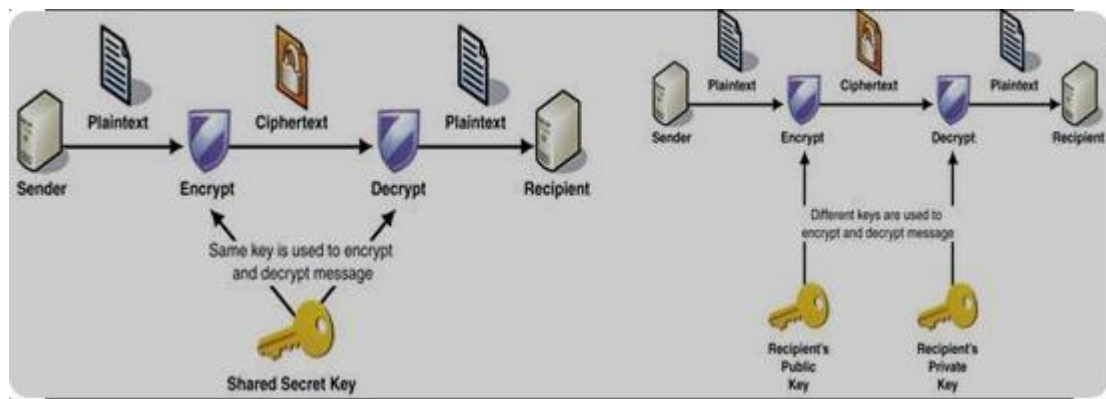 Plaintext
Ciphertext
Plaintext
Sender
Encrypt
Decrypt
Recipient
Same key is used to encrypt
and decrypt message
Shared Secret Key
Plaintext
Ciphertext
Plaintext
Sender
Encrypt
Decrypt
Recipient
Different keys are used to
encrypt and decrypt message
Recipient's
Public
Key
Recipient's
Private
Key